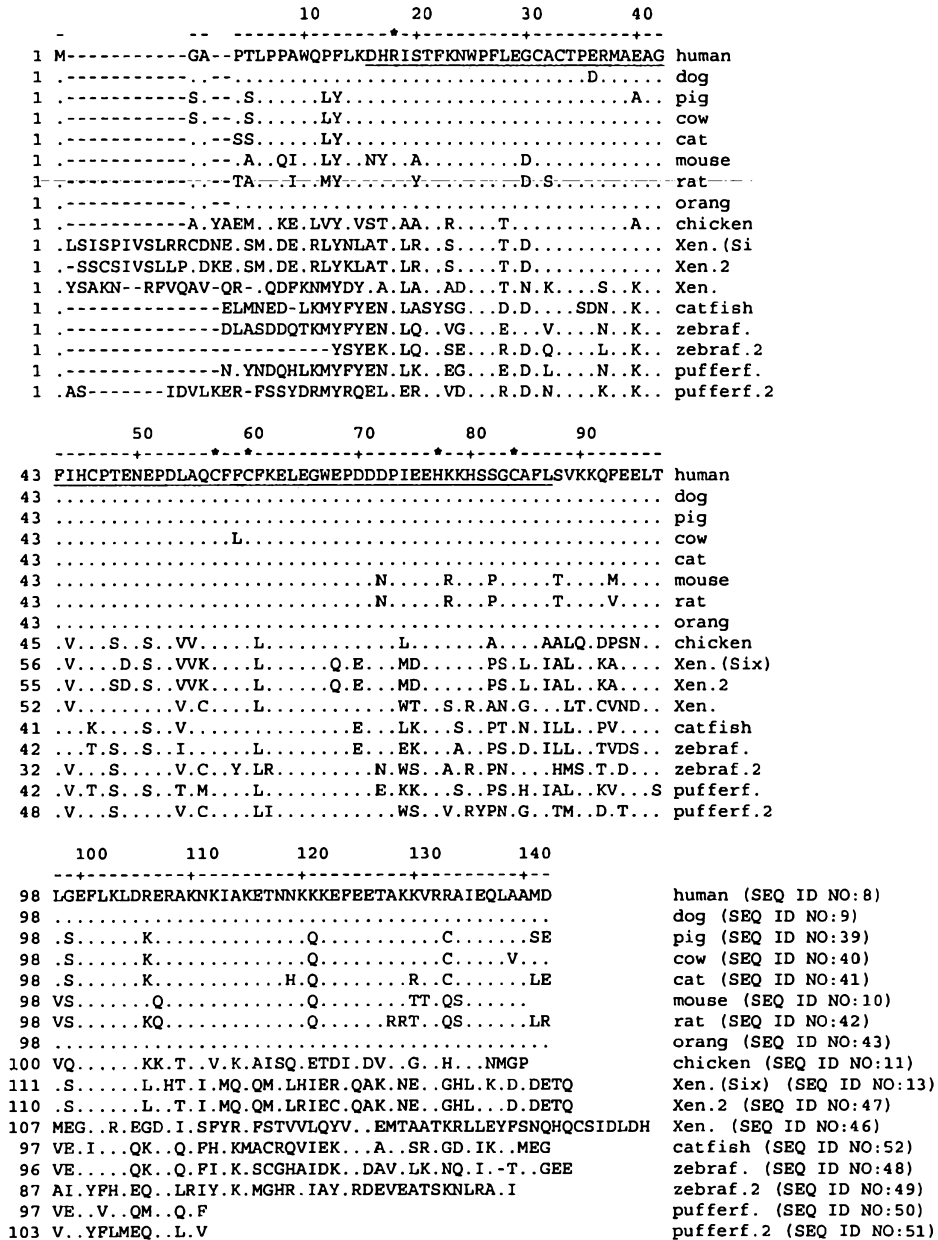 10 20 30 40
- -- ------+------*--+---------+---------+--
1 M-----------GA--PTLPPAWQPFLKDHRISTFKNWPFLEGCACTPERMAEAG human
1 .-----------..--................................D...... dog
1 .-----------S.--.S......LY..........................A.. pig
1 .-----------S.--.S......LY............................. cow
1 .-----------..--SS......LY............................. cat
1 .-----------..--.A..QI..LY..NY..A.........D............ mouse
1 .-----------..--TA...I..MY......Y.........D.S.......... rat
1 .-----------..--....................................... orang
1 .-----------A.YAEM..KE.LVY.VST.AA..R....T...........A.. chicken
1 .LSISPIVSLRRCDNE.SM.DE.RLYNLAT.LR..S....T.D............ Xen.(Si
1 .-SSCSIVSLLP.DKE.SM.DE.RLYKLAT.LR..S....T.D............ Xen.2
1 .YSAKN--RFVQAV-QR-.QDFKNMYDY.A.LA..AD...T.N.K....S..K.. Xen.
1 .--------------ELMNED-LKMYFYEN.LASYSG...D.D....SDN..K.. catfish
1 .--------------DLASDDQTKMYFYEN.LQ..VG...E...V....N..K.. zebraf.
1 .------------------------YSYEK.LQ..SE...R.D.Q....L..K.. zebraf.2
1 .--------------N.YNDQHLKMYFYEN.LK..EG...E.D.L....N..K.. pufferf.
1 .AS-------IDVLKER-FSSYDRMYRQEL.ER..VD...R.D.N....K..K.. pufferf.2
50 60 70 80 90
-------+------*--*---------+------*--+---*-----+-------
43 FIHCPTENEPDLAQCFFCFKELEGWEPDDDPIEEHKKHSSGCAFLSVKKQFEELT human
43 ....................................................... dog
43 ....................................................... pig
43 ................L...................................... cow
43 ....................................................... cat
43 .............................N.....R...P.....T....M.... mouse
43 .............................N.....R...P.....T....V.... rat
43 ....................................................... orang
45 .V...S..S..VV.....L............L.......A....AALQ.DPSN.. chicken
56 .V....D.S..VVK....L......Q.E...MD......PS.L.IAL..KA.... Xen.(Six)
55 .V...SD.S..VVK....L......Q.E...MD......PS.L.IAL..KA.... Xen.2
52 .V.........V.C....L............WT..S.R.AN.G...LT.CVND.. Xen.
41 ...K....S..V...............E...LK...S..PT.N.ILL..PV.... catfish
42 ...T.S..S..I......L........E...EK...A..PS.D.ILL..TVDS.. zebraf.
32 .V...S.....V.C..Y.LR.........N.WS..A.R.PN....HMS.T.D... zebraf.2
42 .V.T.S..S..T.M....L..........E.KK...S..PS.H.IAL..KV...S pufferf.
48 .V...S.....V.C....LI...........WS..V.RYPN.G..TM..D.T... pufferf.2
100 110 120 130 140
--+---------+---------+---------+---------+--
98 LGEFLKLDRERAKNKIAKETNNKKKEFEETAKKVRRAIEQLAAMD human (SEQ ID NO:8)
98 ............................................. dog (SEQ ID NO:9)
98 .S......K..............Q...........C.......SE pig (SEQ ID NO:39)
98 .S......K..............Q...........C.....V... cow (SEQ ID NO:40)
98 .S......K............H.Q........R..C.......LE cat (SEQ ID NO:41)
98 VS.......Q.............Q........TT.QS..... mouse (SEQ ID NO:10)
98 VS......KQ.............Q......RRT..QS......LR rat (SEQ ID NO:42)
98 ............................................. orang (SEQ ID NO:43)
100 VQ......KK.T..V.K.AISQ.ETDI.DV..G..H...NMGP chicken (SEQ ID NO:11)
111 .S......L.HT.I.MQ.QM.LHIER.QAK.NE..GHL.K.D.DETQ Xen.(Six) (SEQ ID NO:13)
110 .S......L..T.I.MQ.QM.LRIEC.QAK.NE..GHL...D.DETQ Xen.2 (SEQ ID NO:47)
107 MEG..R.EGD.I.SFYR.FSTVVLQYV..EMTAATKRLLEYFSNQHQCSIDLDH Xen. (SEQ ID NO:46)
97 VE.I...QK..Q.FH.KMACRQVIEK...A..SR.GD.IK..MEG catfish (SEQ ID NO:52)
96 VE.....QK..Q.FI.K.SCGHAIDK..DAV.LK.NQ.I.-T..GEE zebraf. (SEQ ID NO:48)
87 AI.YFH.EQ..LRIY.K.MGHR.IAY.RDEVEATSKNLRA.I zebraf.2 (SEQ ID NO:49)
97 VE..V..QM..Q.F pufferf. (SEQ ID NO:50)
103 V..YFLMEQ..L.V pufferf.2 (SEQ ID NO:51)